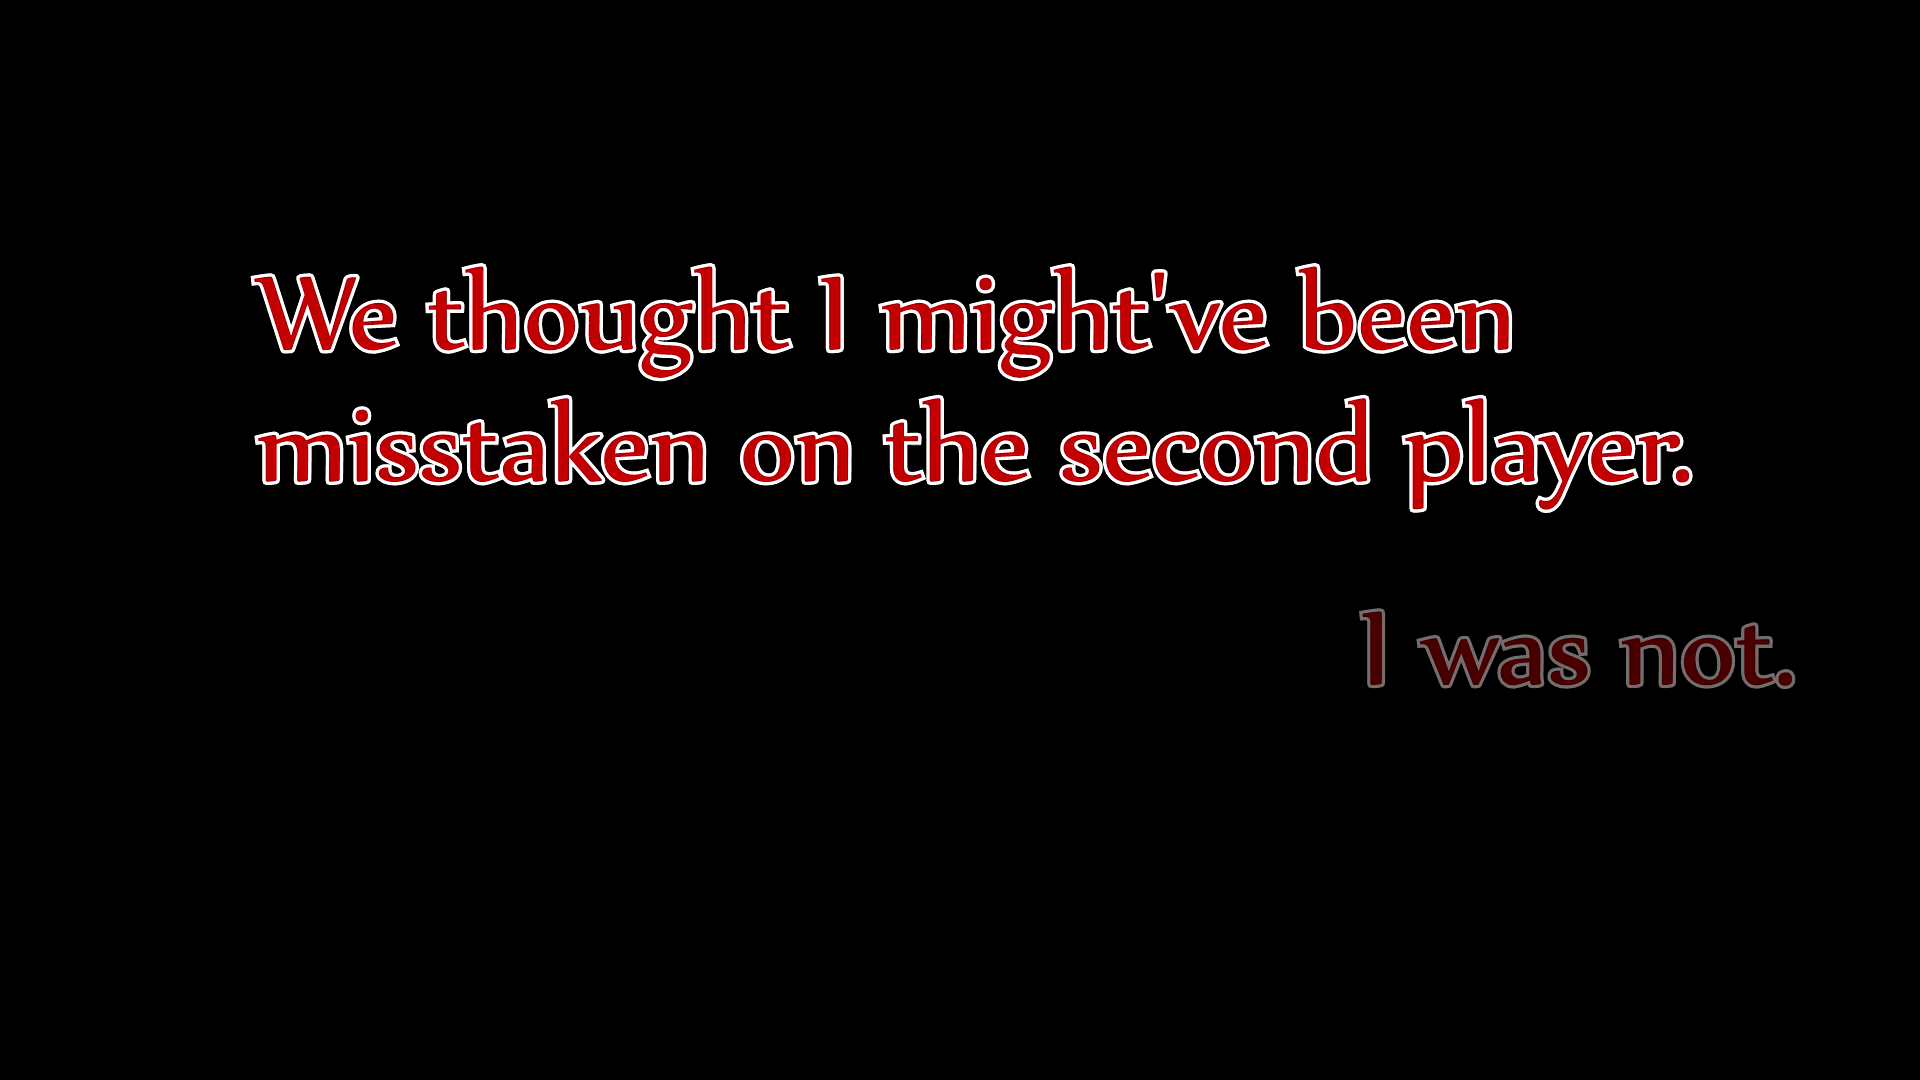 We thought I might've been
misstaken on the second player.
I was not.